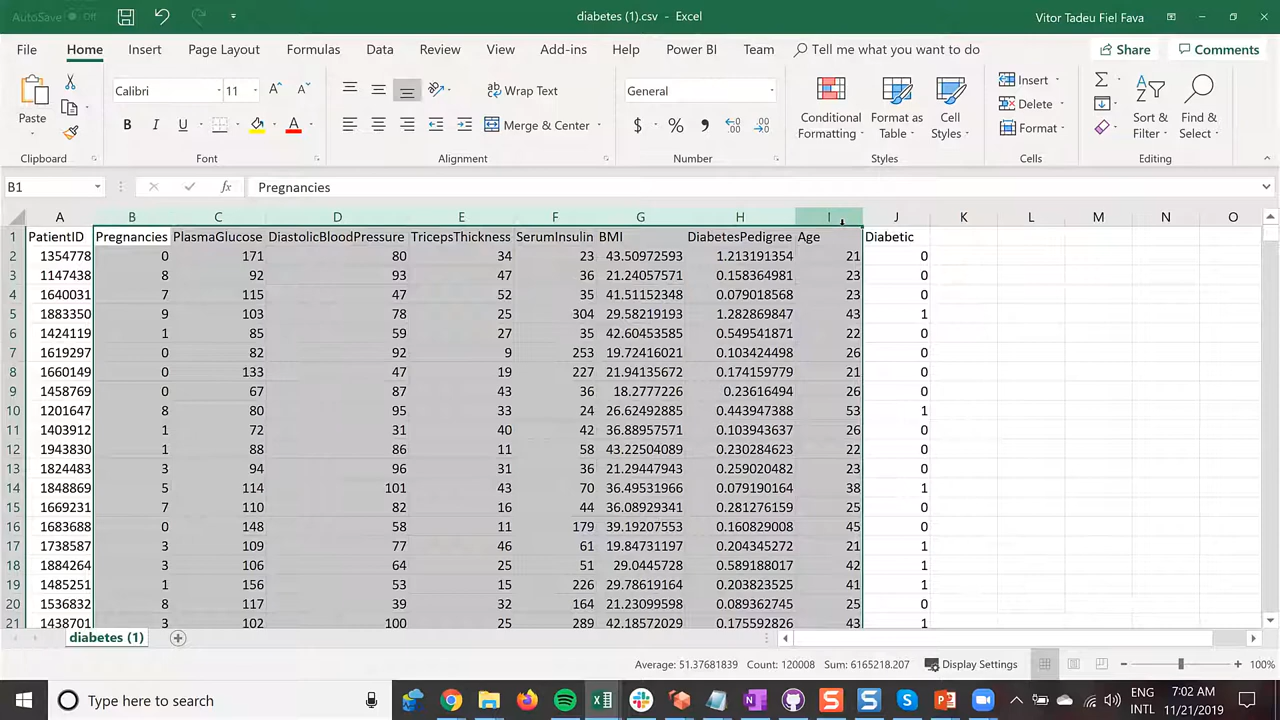 AutoSave Off diabetes (1).csv - Excel Vitor Tadeu Fiel Fava
File Home Insert Page Layout Formulas Data Review View Add-ins Help Power BI Team Tell me what you want to do Share Comments
Calibri 11 Wrap Text General Insert
Paste B I U Merge & Center $ % , Conditional Formatting Format as Table Cell Styles Delete Format Sort & Filter Find & Select
Clipboard Font Alignment Number Styles Cells Editing
B1 fx Pregnancies
A B C D E F G H I J K L M N O
1 PatientID Pregnancies PlasmaGlucose DiastolicBloodPressure TricepsThickness SerumInsulin BMI DiabetesPedigree Age Diabetic
2 1354778 0 171 80 34 23 43.50972593 1.213191354 21 0
3 1147438 8 92 93 47 36 21.24057571 0.158364981 23 0
4 1640031 7 115 47 52 35 41.51152348 0.079018568 23 0
5 1883350 9 103 78 25 304 29.58219193 1.282869847 43 1
6 1424119 1 85 59 27 35 42.60453585 0.549541871 22 0
7 1619297 0 82 92 9 253 19.72416021 0.103424498 26 0
8 1660149 0 133 47 19 227 21.94135672 0.174159779 21 0
9 1458769 0 67 87 43 36 18.2777226 0.23616494 26 0
10 1201647 8 80 95 33 24 26.62492885 0.443947388 53 1
11 1403912 1 72 31 40 42 36.88957571 0.103943637 26 0
12 1943830 1 88 86 11 58 43.22504089 0.230284623 22 0
13 1824483 3 94 96 31 36 21.29447943 0.259020482 23 0
14 1848869 5 114 101 43 70 36.49531966 0.079190164 38 1
15 1669231 7 110 82 16 44 36.08929341 0.281276159 25 0
16 1683688 0 148 58 11 179 39.19207553 0.160829008 45 0
17 1738587 3 109 77 46 61 19.84731197 0.204345272 21 1
18 1884264 3 106 64 25 51 29.0445728 0.589188017 42 1
19 1485251 1 156 53 15 226 29.78619164 0.203823525 41 1
20 1536832 8 117 39 32 164 21.23099598 0.089362745 25 0
21 1438701 3 102 100 25 289 42.18572029 0.175592826 43 1
diabetes (1)
Average: 51.37681839 Count: 120008 Sum: 6165218.207 Display Settings 100%
Type here to search ENG INTL 7:02 AM 11/21/2019